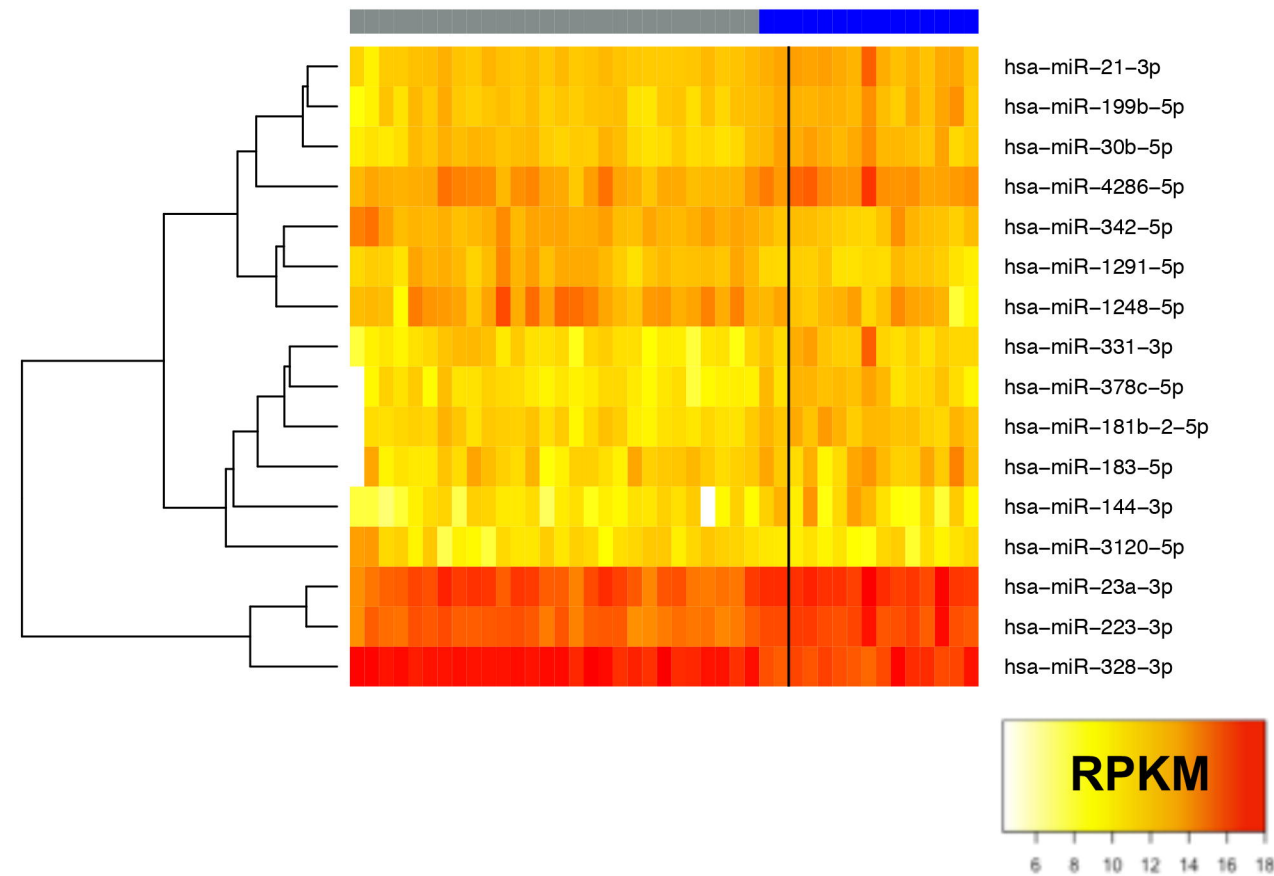 hsa−miR−21−3p
hsa−miR−199b−5p
hsa−miR−30b−5p
hsa−miR−4286−5p
hsa−miR−342−5p
hsa−miR−1291−5p
hsa−miR−1248−5p
hsa−miR−331−3p
hsa−miR−378c−5p
hsa−miR−181b−2−5p
hsa−miR−183−5p
hsa−miR−144−3p
hsa−miR−3120−5p
hsa−miR−23a−3p
hsa−miR−223−3p
hsa−miR−328−3p
RPKM
6 8 10 12 14 16 18